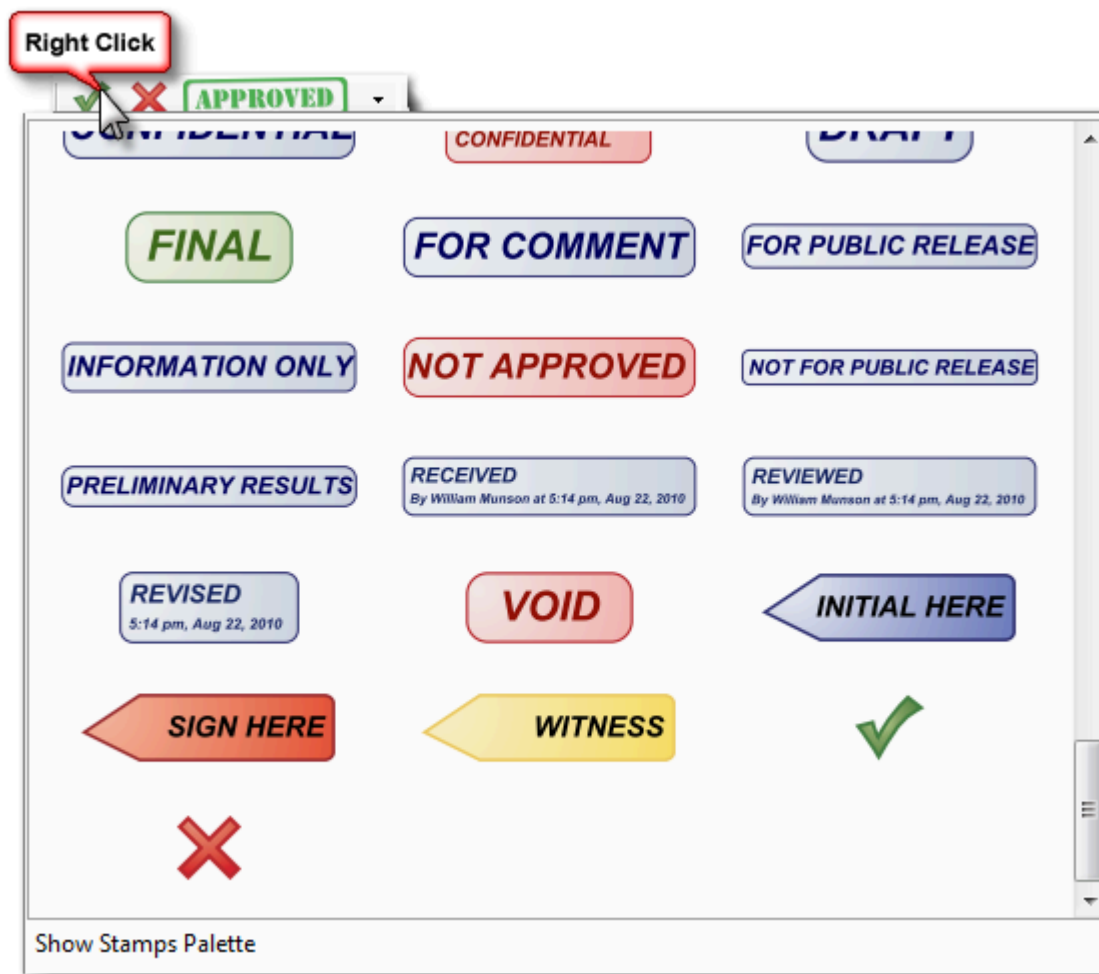 Right Click
APPROVED
CONFIDENTIAL
CONFIDENTIAL
DRAFT
FINAL
FOR COMMENT
FOR PUBLIC RELEASE
INFORMATION ONLY
NOT APPROVED
NOT FOR PUBLIC RELEASE
PRELIMINARY RESULTS
RECEIVED
By William Munson at 5:14 pm, Aug 22, 2010
REVIEWED
By William Munson at 5:14 pm, Aug 22, 2010
REVISED
5:14 pm, Aug 22, 2010
VOID
INITIAL HERE
SIGN HERE
WITNESS
Show Stamps Palette